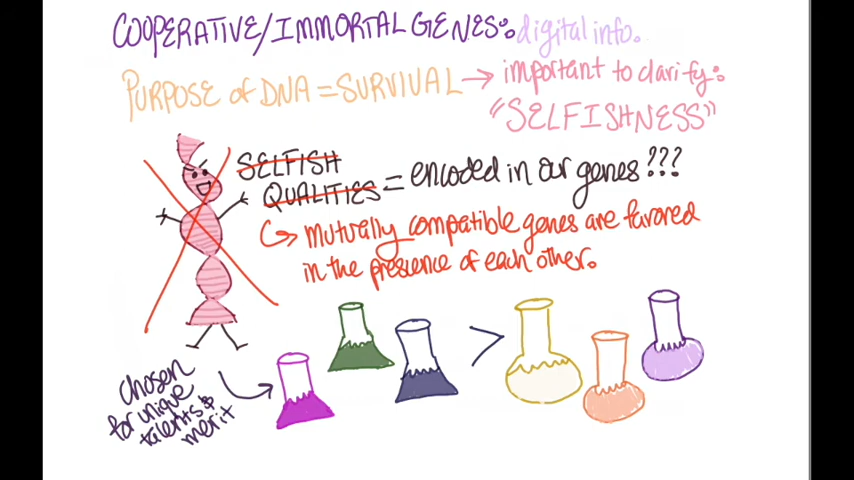 COOPERATIVE/IMMORTAL GENES: digital info.
PURPOSE of DNA = SURVIVAL → important to clarify:
"SELFISHNESS"
SELFISH
QUALITIES = encoded in our genes???
↪ mutually compatible genes are favored
in the presence of each other.
>
chosen
for unique
talents &
merit